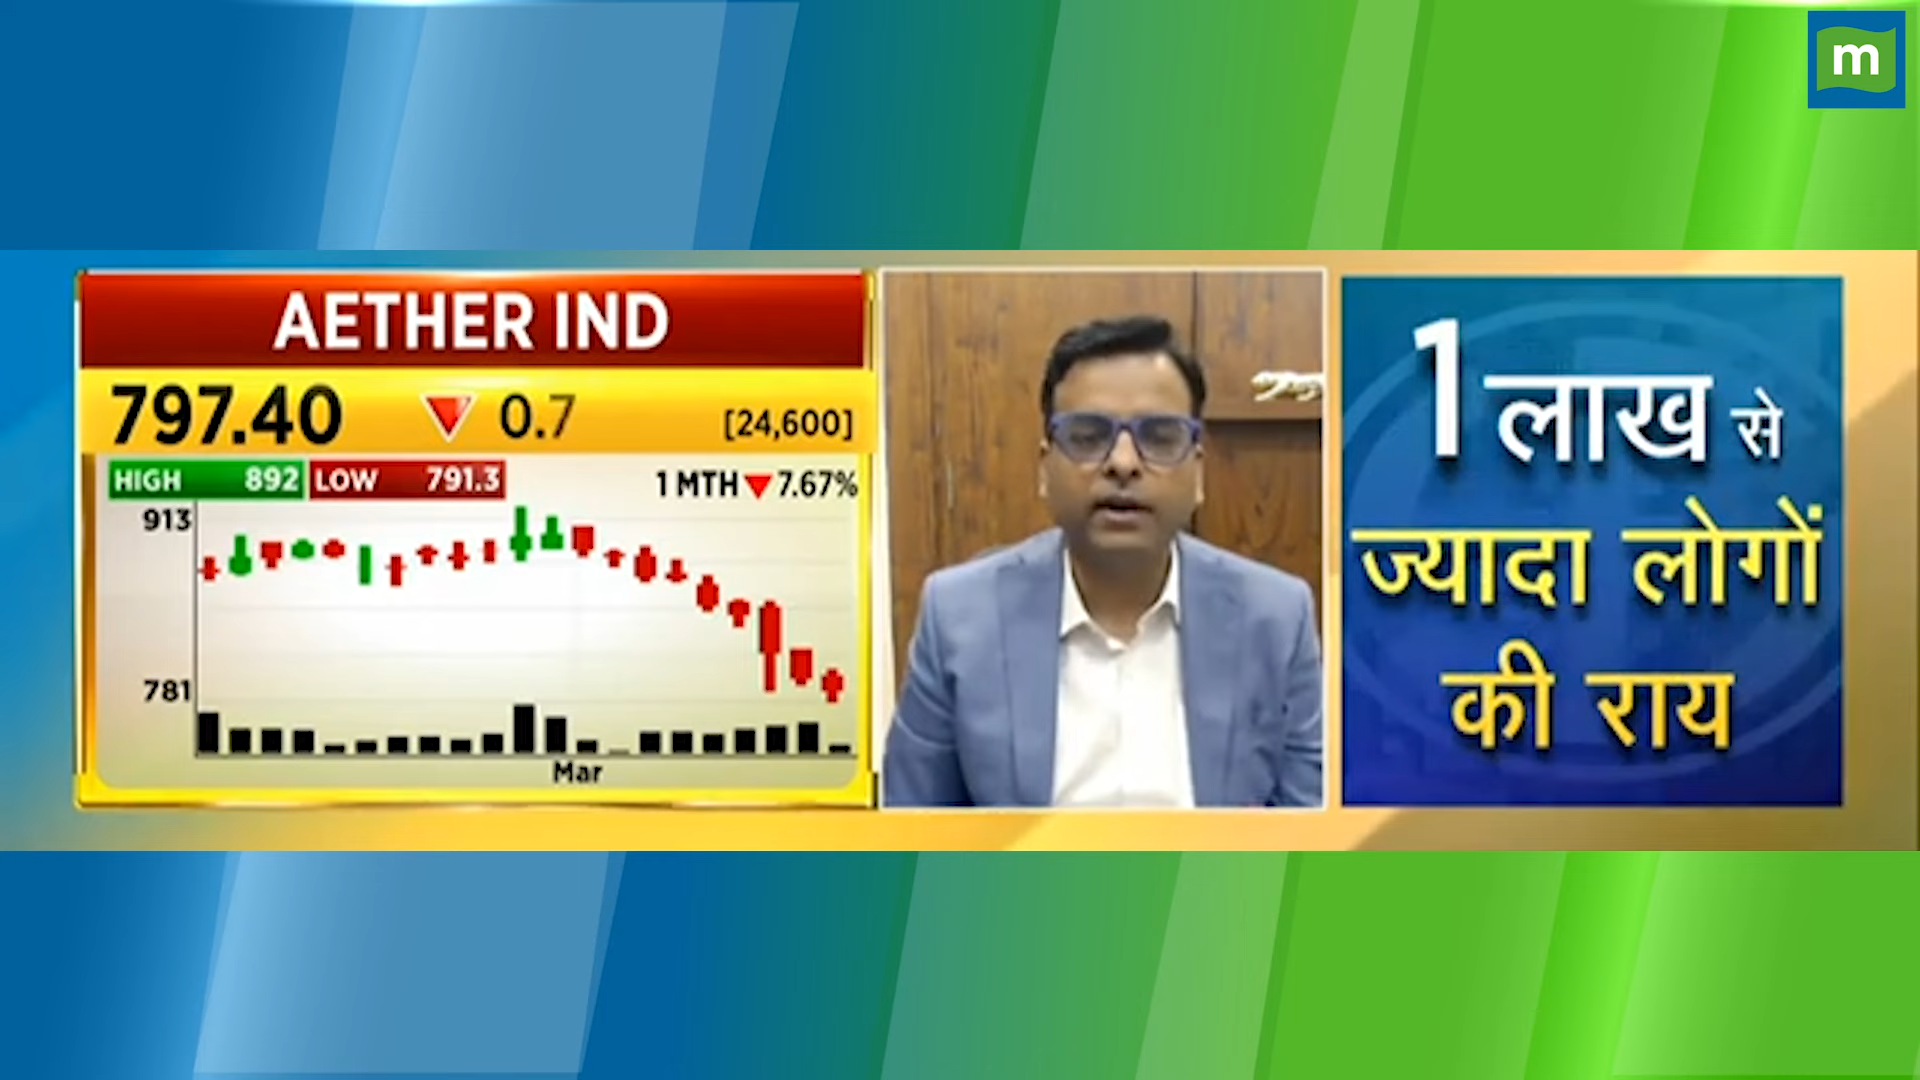 m
AETHER IND
797.40 ▼ 0.7 [24,600]
HIGH 892 LOW 791.3 1 MTH▼7.67%
913
781
Mar
1 लाख से
ज्यादा लोगों
की राय